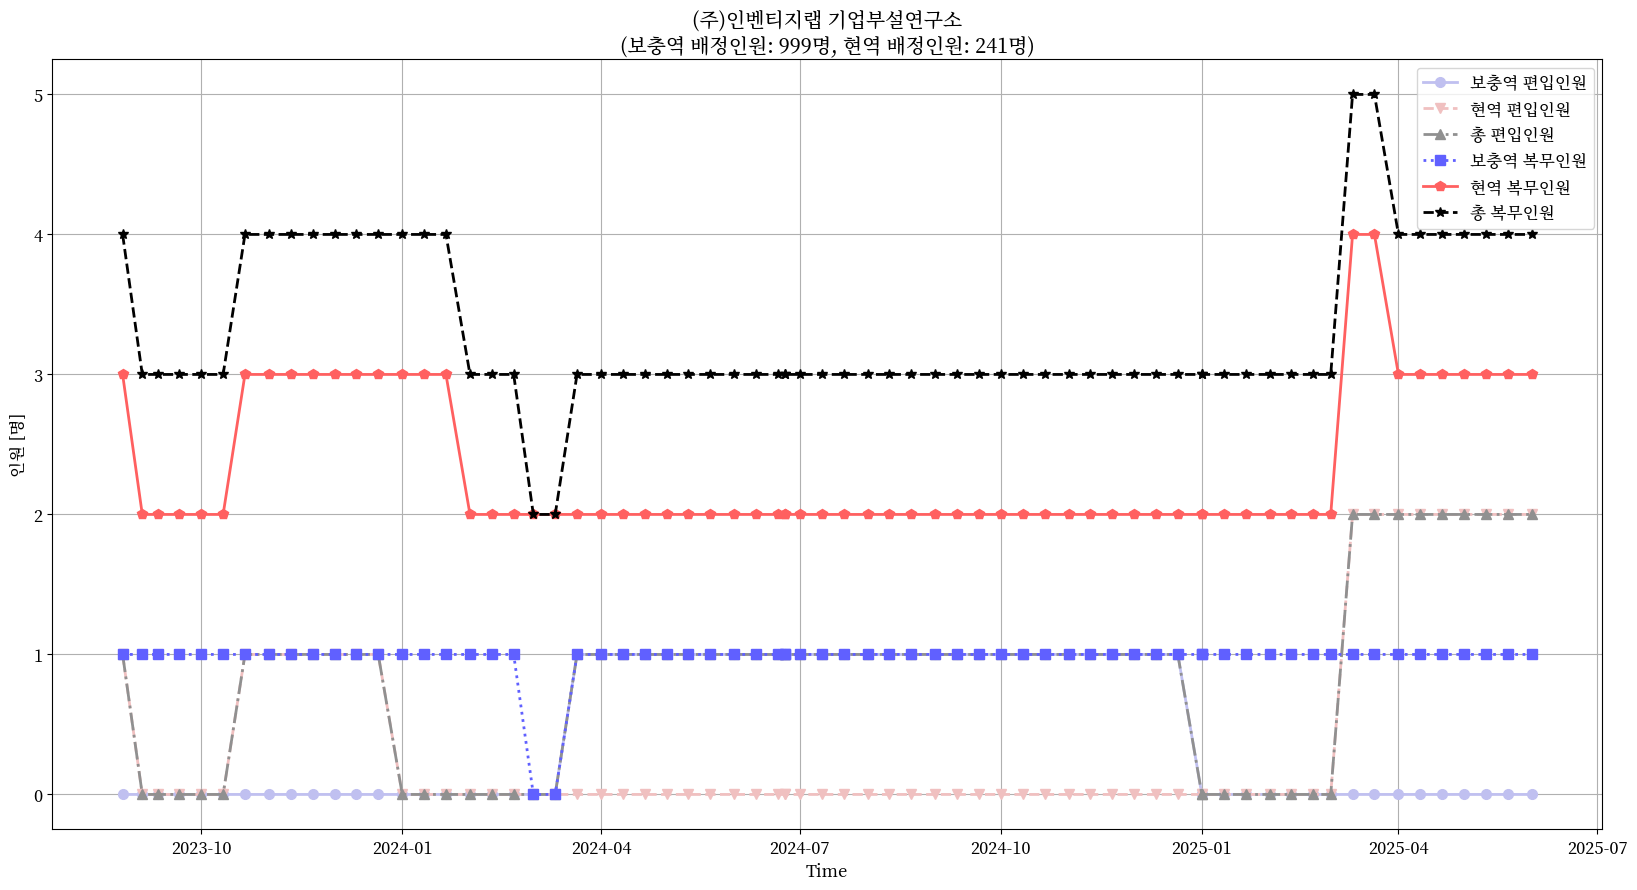 (주)인벤티지랩 기업부설연구소
(보충역 배정인원: 999명, 현역 배정인원: 241명)
보충역 편입인원
현역 편입인원
총 편입인원
보충역 복무인원
현역 복무인원
총 복무인원
인원 [명]
5
4
3
2
1
0
2023-10
2024-01
2024-04
2024-07
2024-10
2025-01
2025-04
2025-07
Time